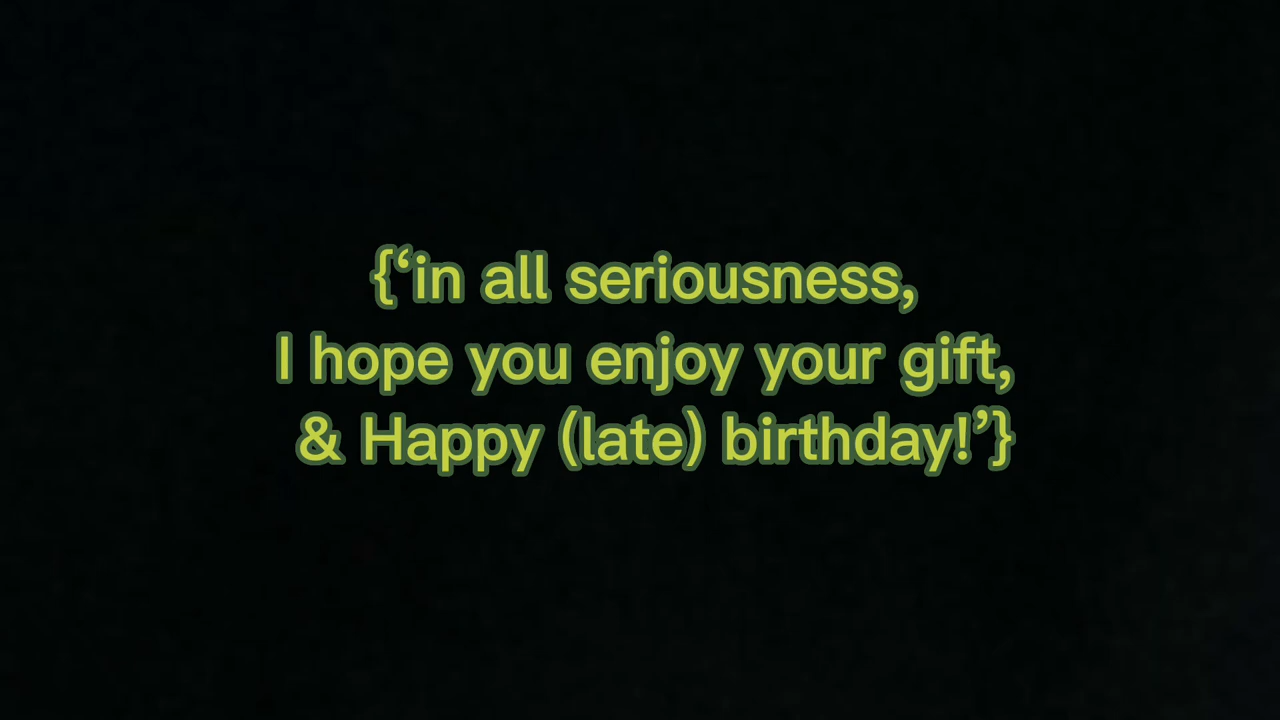 {‘in all seriousness,
I hope you enjoy your gift,
& Happy (late) birthday!’}